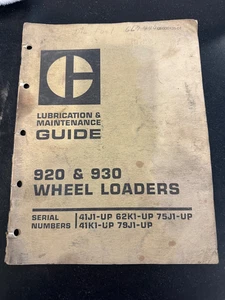 LUBRICATION &
MAINTENANCE
GUIDE
920 & 930
WHEEL LOADERS
SERIAL NUMBERS
41J1-UP 62K1-UP 75J1-UP
41K1-UP 79J1-UP